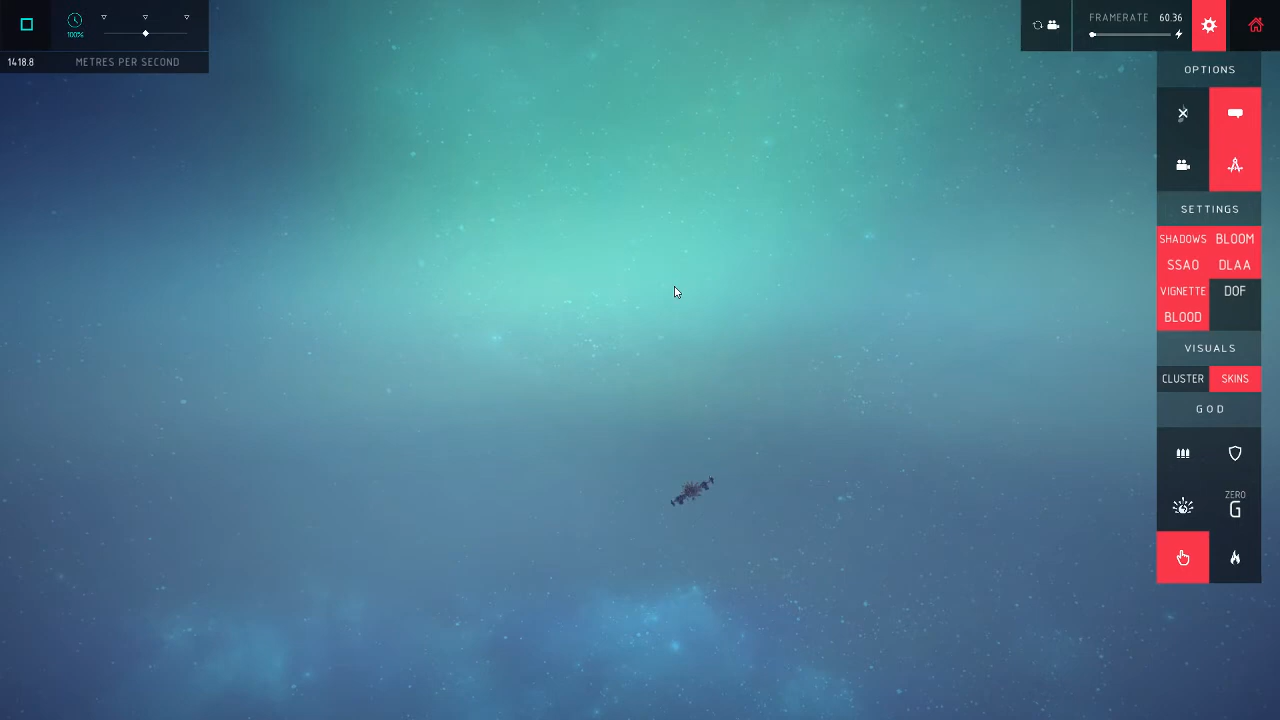 100%
1418.8 METRES PER SECOND
FRAMERATE 60.36
OPTIONS
SETTINGS
SHADOWS BLOOM
SSAO DLAA
VIGNETTE DOF
BLOOD
VISUALS
CLUSTER SKINS
GOD
ZERO
G